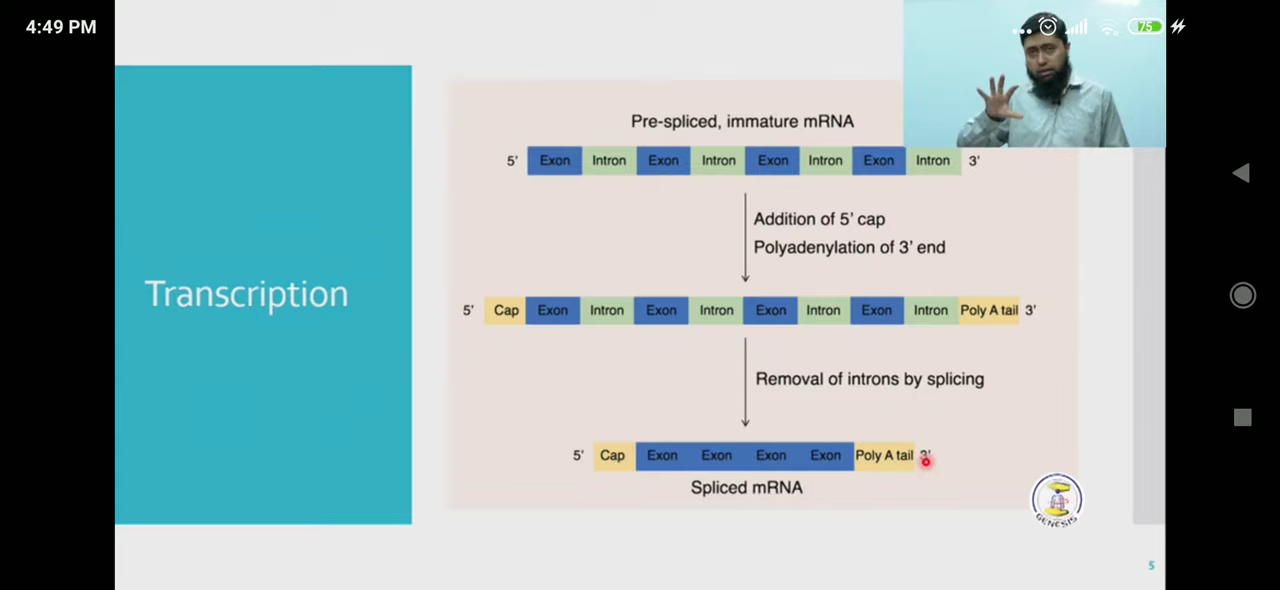 4:49 PM
75
Pre-spliced, immature mRNA
5' Exon Intron Exon Intron Exon Intron Exon Intron 3'
Addition of 5' cap
Polyadenylation of 3' end
Transcription
5' Cap Exon Intron Exon Intron Exon Intron Exon Intron Poly A tail 3'
Removal of introns by splicing
5' Cap Exon Exon Exon Exon Poly A tail 3'
Spliced mRNA
GENESIS
5